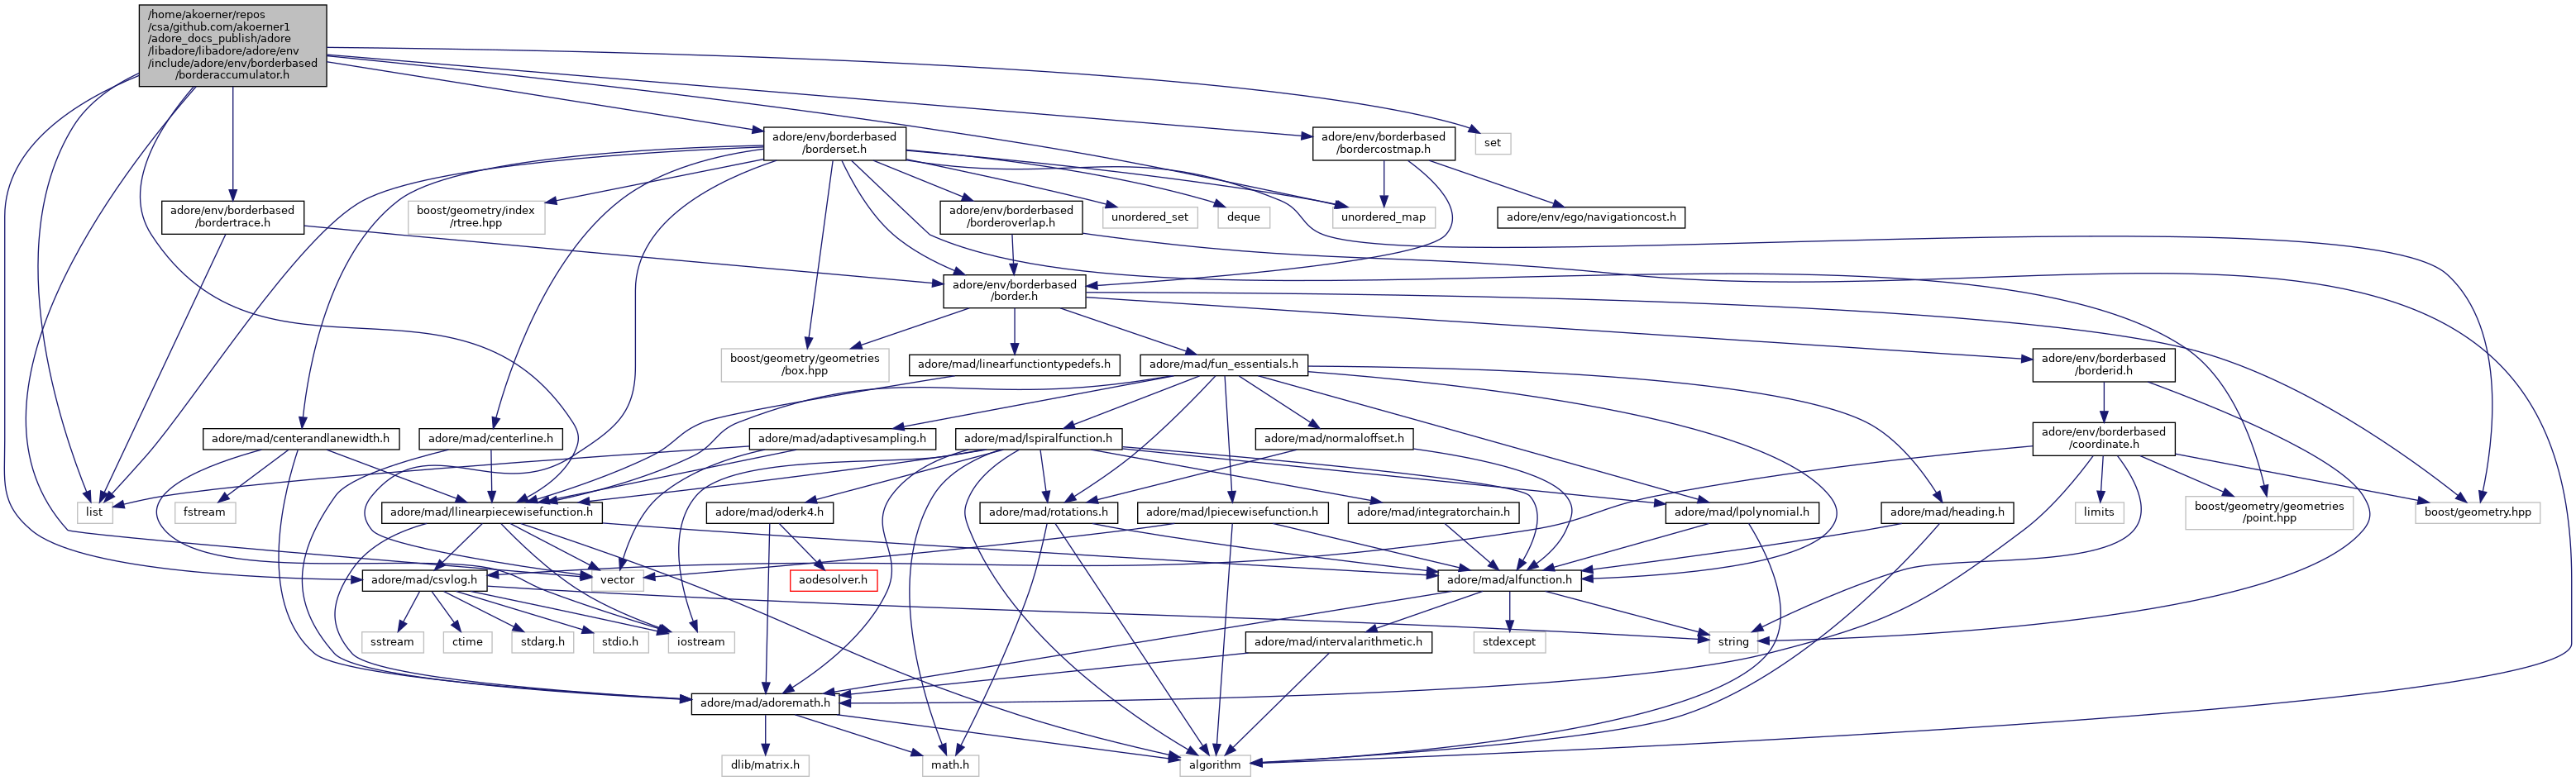 /home/akoerner/repos
/csa/github.com/akoerner1
/adore_docs_publish/adore
/libadore/libadore/adore/env
/include/adore/env/borderbased
/borderaccumulator.h
adore/env/borderbased
/borderset.h
adore/env/borderbased
/bordercostmap.h
set
adore/env/borderbased
/bordertrace.h
boost/geometry/index
/rtree.hpp
adore/env/borderbased
/borderoverlap.h
unordered_set
deque
unordered_map
adore/env/ego/navigationcost.h
adore/env/borderbased
/border.h
boost/geometry/geometries
/box.hpp
adore/mad/linearfunctiontypedefs.h
adore/mad/fun_essentials.h
adore/env/borderbased
/borderid.h
adore/mad/centerandlanewidth.h
adore/mad/centerline.h
adore/mad/adaptivesampling.h
adore/mad/lspiralfunction.h
adore/mad/normaloffset.h
adore/env/borderbased
/coordinate.h
list
fstream
adore/mad/llinearpiecewisefunction.h
adore/mad/oderk4.h
adore/mad/rotations.h
adore/mad/lpiecewisefunction.h
adore/mad/integratorchain.h
adore/mad/lpolynomial.h
adore/mad/heading.h
limits
boost/geometry/geometries
/point.hpp
boost/geometry.hpp
adore/mad/csvlog.h
vector
aodesolver.h
adore/mad/alfunction.h
sstream
ctime
stdarg.h
stdio.h
iostream
adore/mad/intervalarithmetic.h
stdexcept
string
adore/mad/adoremath.h
dlib/matrix.h
math.h
algorithm